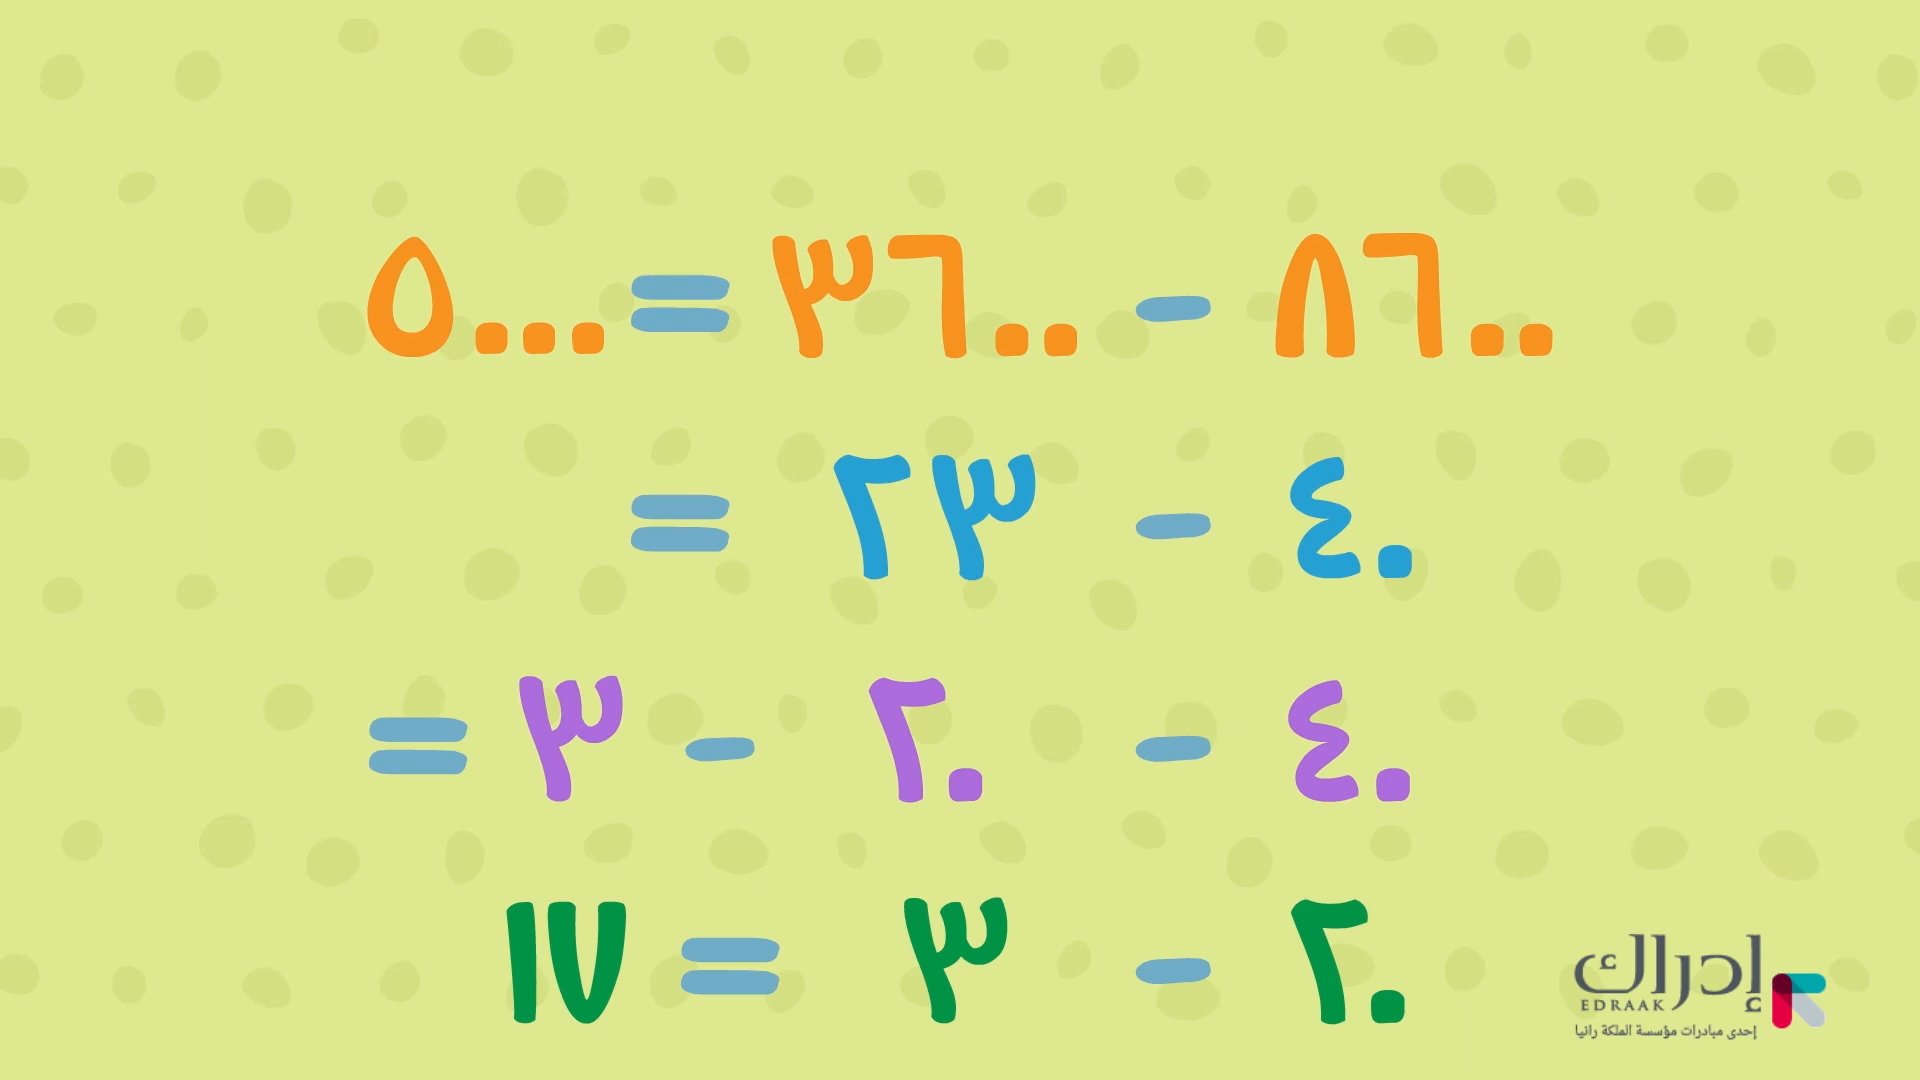 ٨٦٠٠ - ٣٦٠٠ = ٥٠٠٠
٤٠ - ٢٣ =
٤٠ - ٢٠ - ٣ =
٢٠ - ٣ = ١٧
إدراك
EDRAAK
إحدى مبادرات مؤسسة الملكة رانيا